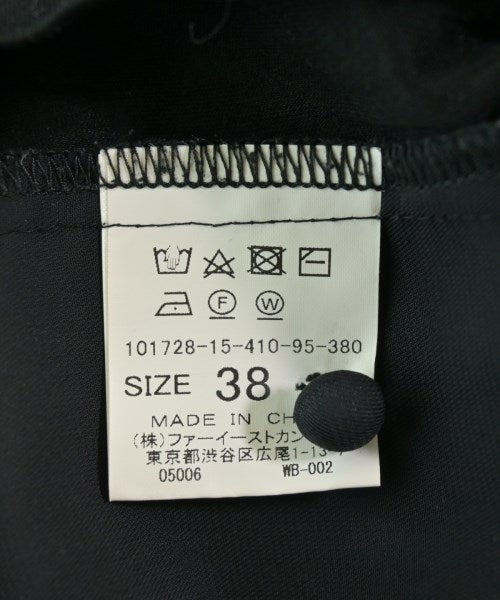 F W
101728-15-410-95-380
SIZE 38
MADE IN
(株)ファーイーストカン
東京都渋谷区広尾1-13-
05006 WB-002